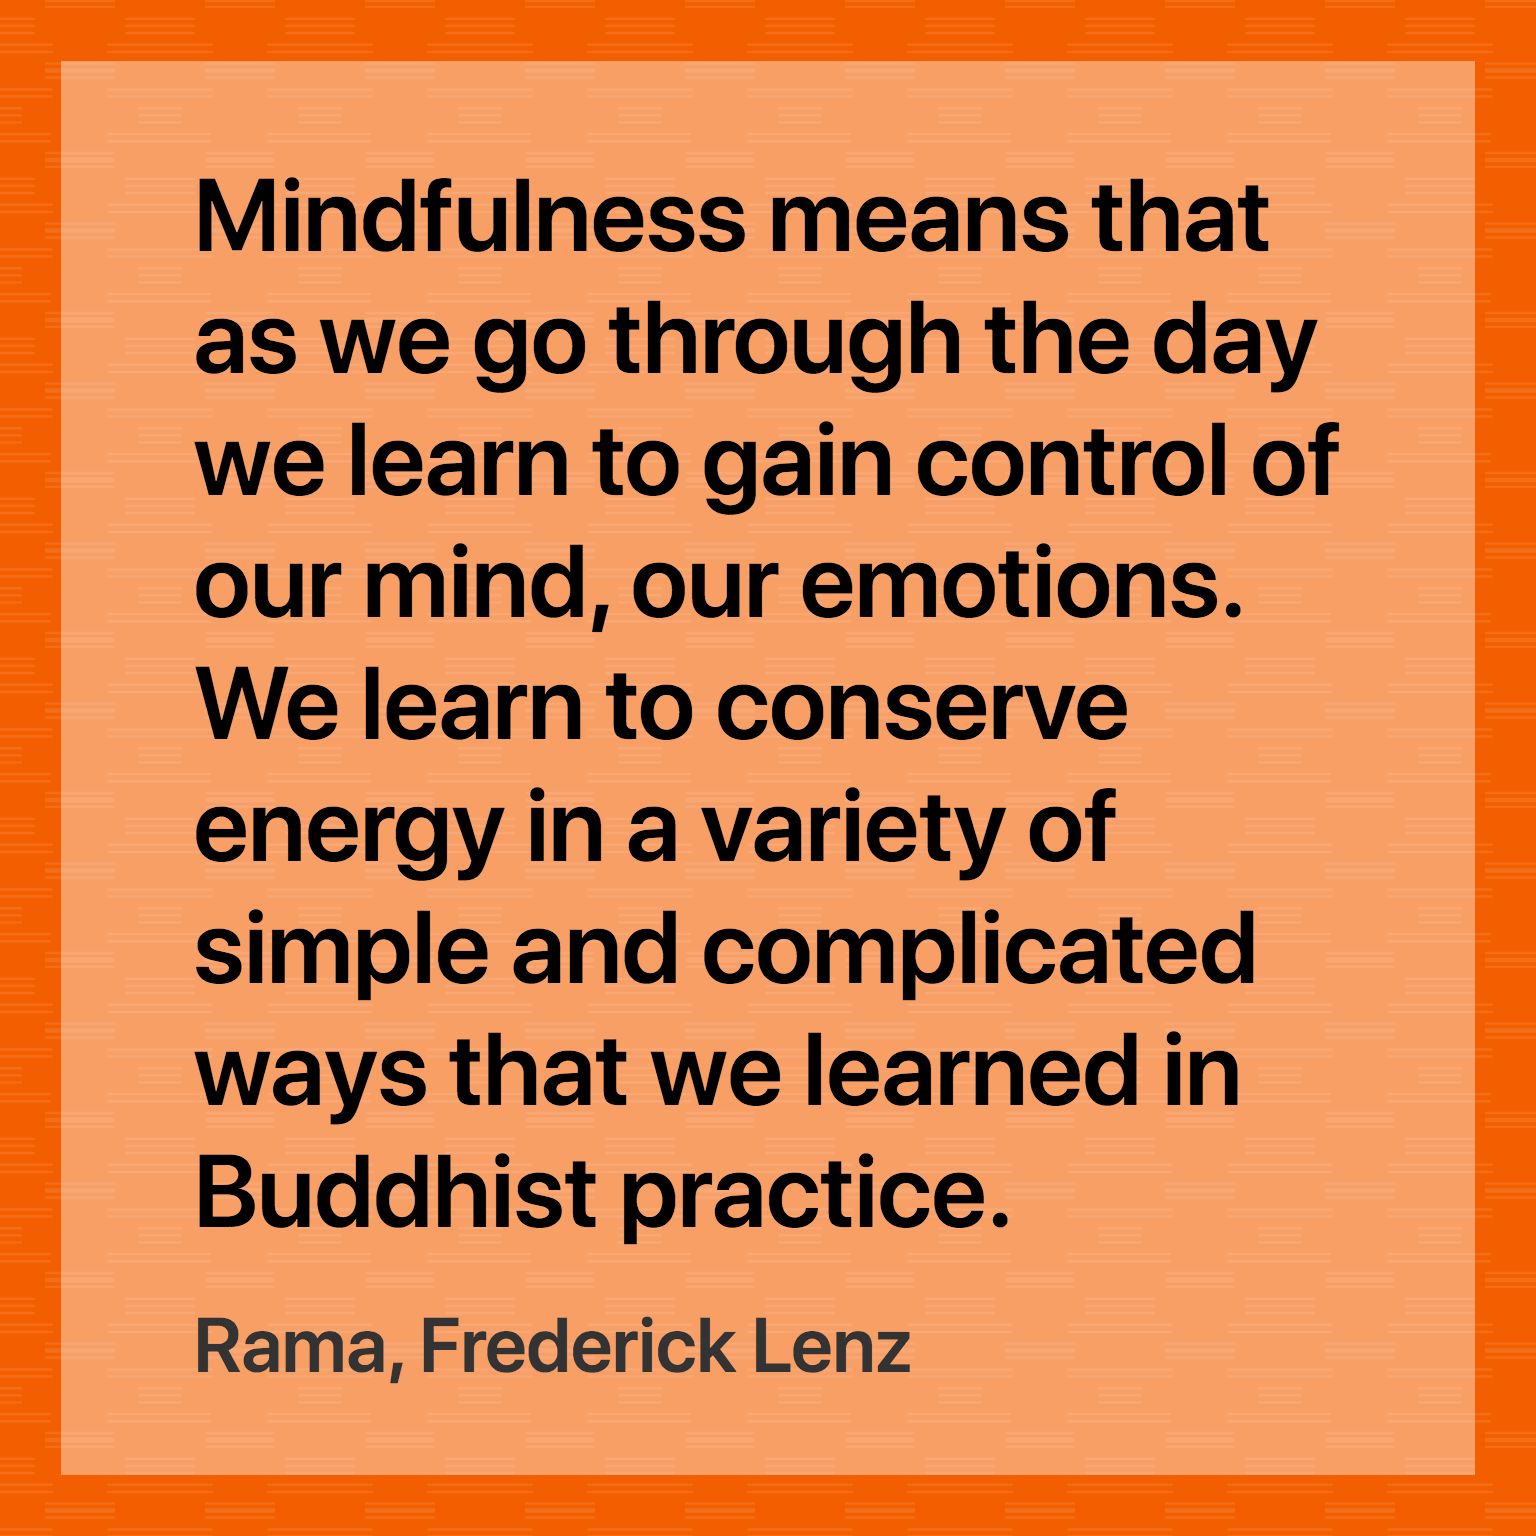 Mindfulness means that
as we go through the day
we learn to gain control of
our mind, our emotions.
We learn to conserve
energy in a variety of
simple and complicated
ways that we learned in
Buddhist practice.
Rama, Frederick Lenz